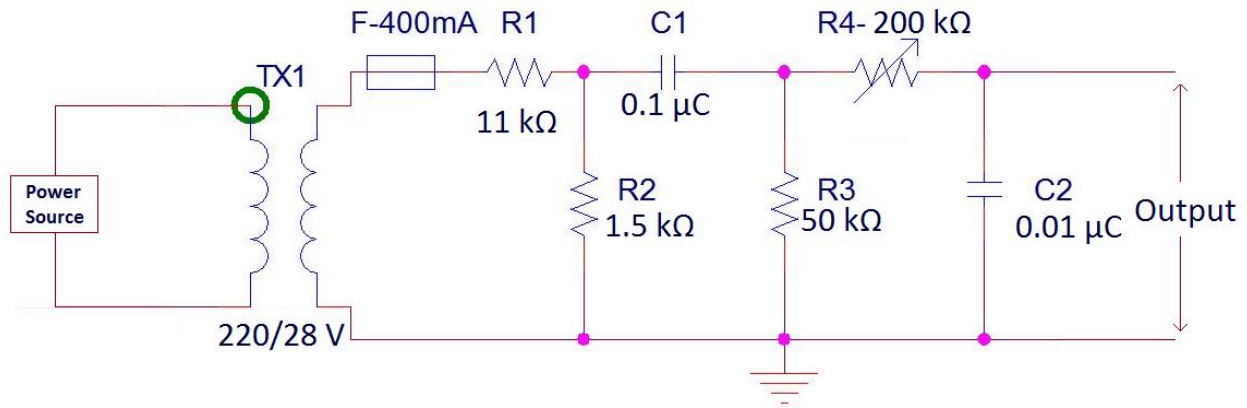 F-400mA
R1
C1
R4- 200 kΩ
TX1
11 kΩ
0.1 µC
Power
Source
R2
1.5 kΩ
R3
50 kΩ
C2
0.01 µC
Output
220/28 V